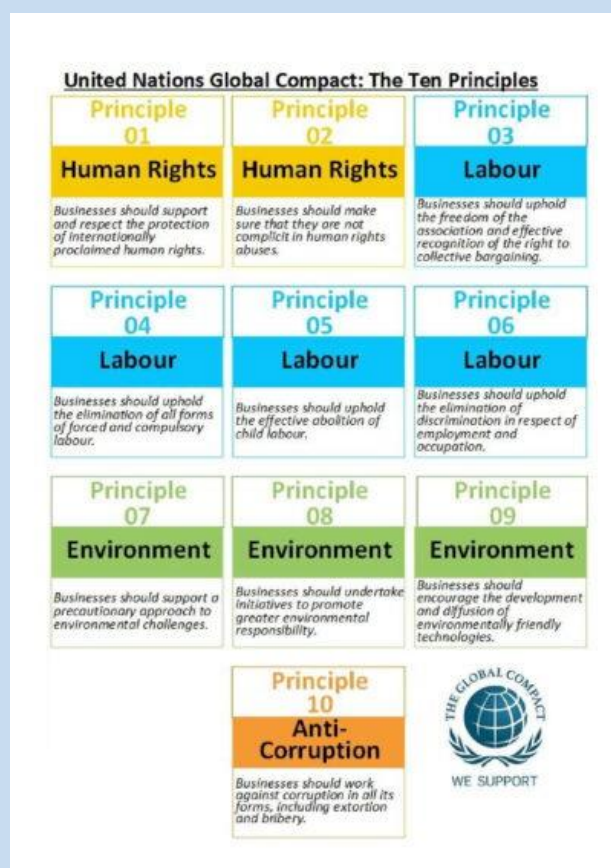 United Nations Global Compact: The Ten Principles
Principle
01
Human Rights
Businesses should support
and respect the protection
of internationally
proclaimed human rights.
Principle
02
Human Rights
Businesses should make
sure that they are not
complicit in human rights
abuses.
Principle
03
Labour
Businesses should uphold
the freedom of the
association and effective
recognition of the right to
collective bargaining.
Principle
04
Labour
Businesses should uphold
the elimination of all forms
of forced and compulsory
labour.
Principle
05
Labour
Businesses should uphold
the effective abolition of
child labour.
Principle
06
Labour
Businesses should uphold
the elimination of
discrimination in respect of
employment and
occupation.
Principle
07
Environment
Businesses should support a
precautionary approach to
environmental challenges.
Principle
08
Environment
Businesses should undertake
initiatives to promote
greater environmental
responsibility.
Principle
09
Environment
Businesses should
encourage the development
and diffusion of
environmentally friendly
technologies.
Principle
10
Anti-
Corruption
Businesses should work
against corruption in all its
forms, including extortion
and bribery.
THE GLOBAL COMPACT
WE SUPPORT